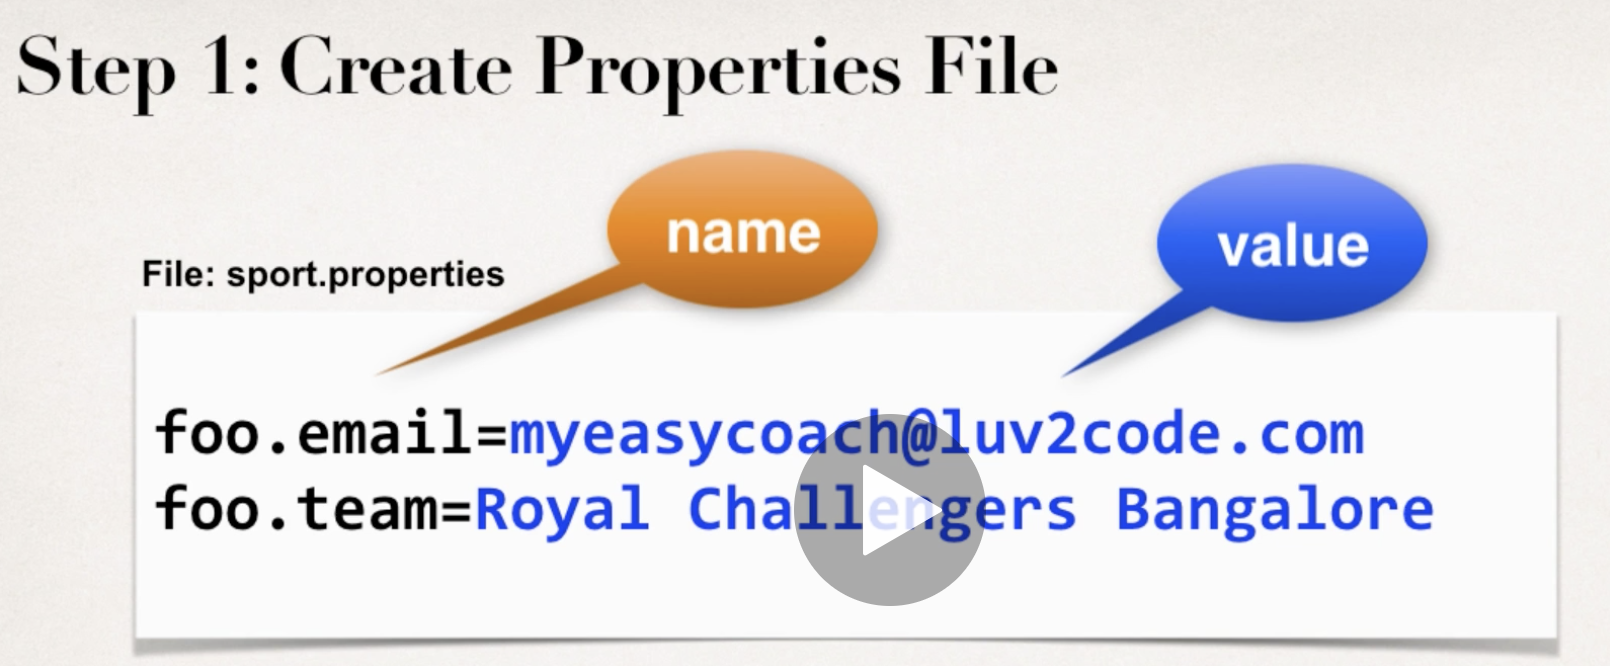 Step 1: Create Properties File
name
value
File: sport.properties
foo.email=myeasycoach@luv2code.com
foo.team=Royal Challengers Bangalore